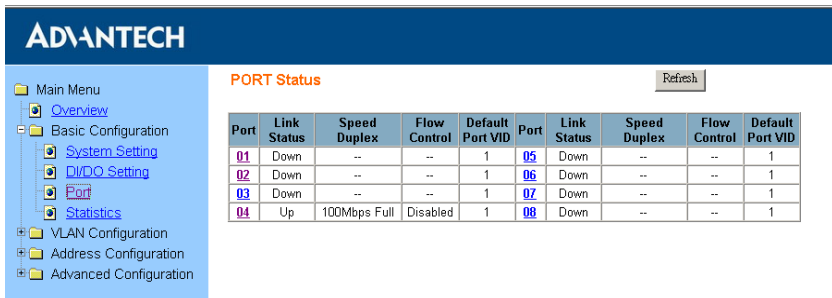 ADVANTECH
Main Menu
Overview
Basic Configuration
System Setting
DI/DO Setting
Port
Statistics
VLAN Configuration
Address Configuration
Advanced Configuration
PORT Status
Refresh
Port Link Status Speed Duplex Flow Control Default Port VID Port Link Status Speed Duplex Flow Control Default Port VID
01 Down -- -- 1 05 Down -- -- 1
02 Down -- -- 1 06 Down -- -- 1
03 Down -- -- 1 07 Down -- -- 1
04 Up 100Mbps Full Disabled 1 08 Down -- -- 1